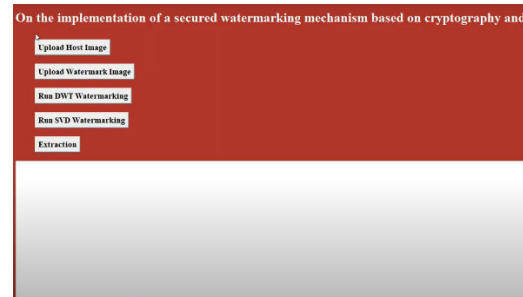 On the implementation of a secured watermarking mechanism based on cryptography and
Upload Host Image
Upload Watermark Image
Run DWT Watermarking
Run SVD Watermarking
Extraction